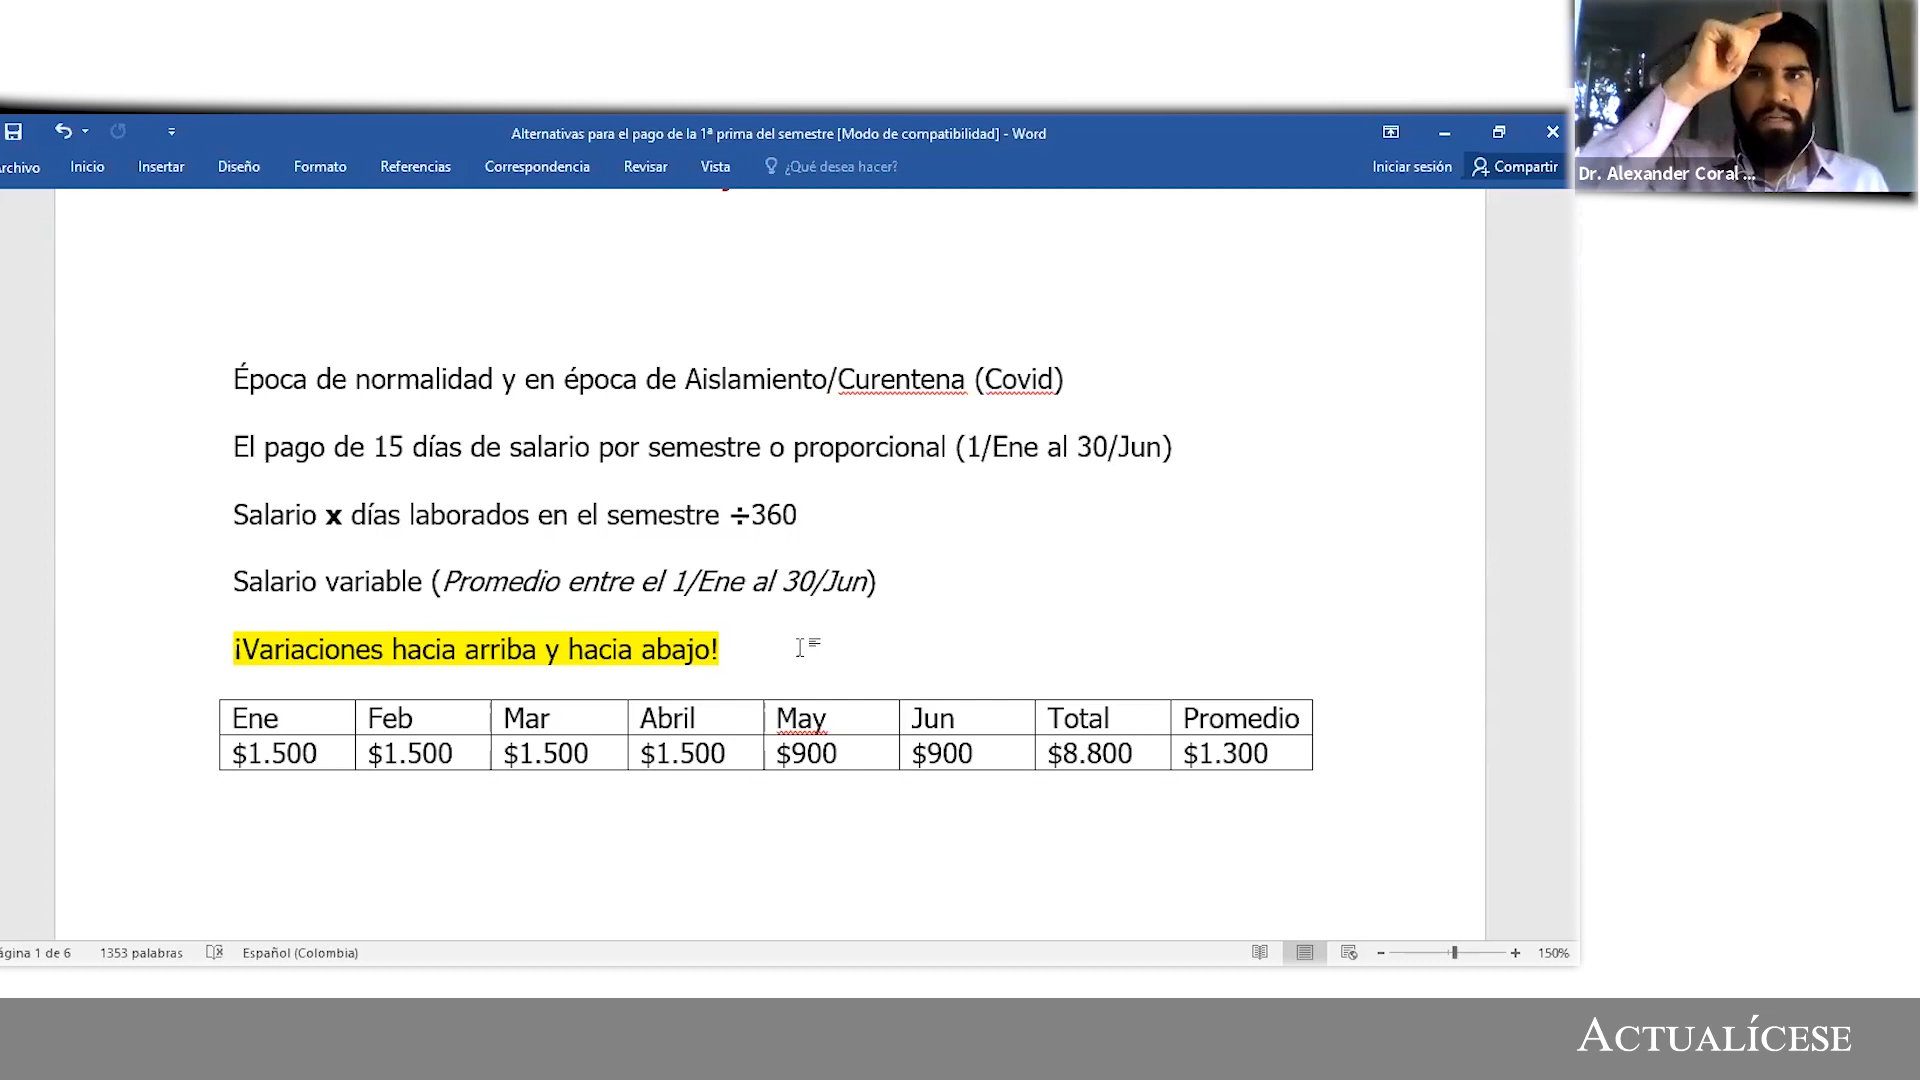 Alternativas para el pago de la 1ª prima del semestre [Modo de compatibilidad] - Word
rchivo Inicio Insertar Diseño Formato Referencias Correspondencia Revisar Vista ¿Qué desea hacer? Iniciar sesión Compartir
Dr. Alexander Coral ...
Época de normalidad y en época de Aislamiento/Curentena (Covid)
El pago de 15 días de salario por semestre o proporcional (1/Ene al 30/Jun)
Salario x días laborados en el semestre ÷360
Salario variable (Promedio entre el 1/Ene al 30/Jun)
¡Variaciones hacia arriba y hacia abajo!
Ene Feb Mar Abril May Jun Total Promedio
$1.500 $1.500 $1.500 $1.500 $900 $900 $8.800 $1.300
ágina 1 de 6 1353 palabras Español (Colombia) 150%
ACTUALÍCESE